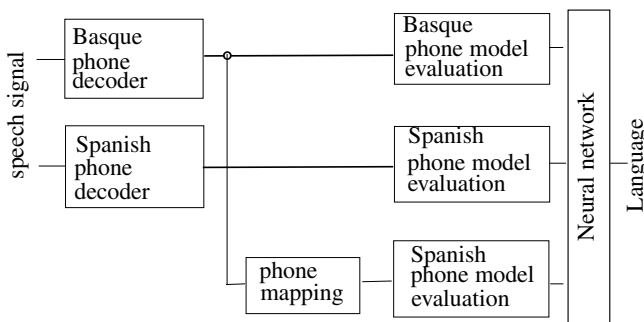 speech signal
Basque
phone
decoder
Basque
phone model
evaluation
Spanish
phone
decoder
Spanish
phone model
evaluation
phone
mapping
Spanish
phone model
evaluation
Neural network
Language